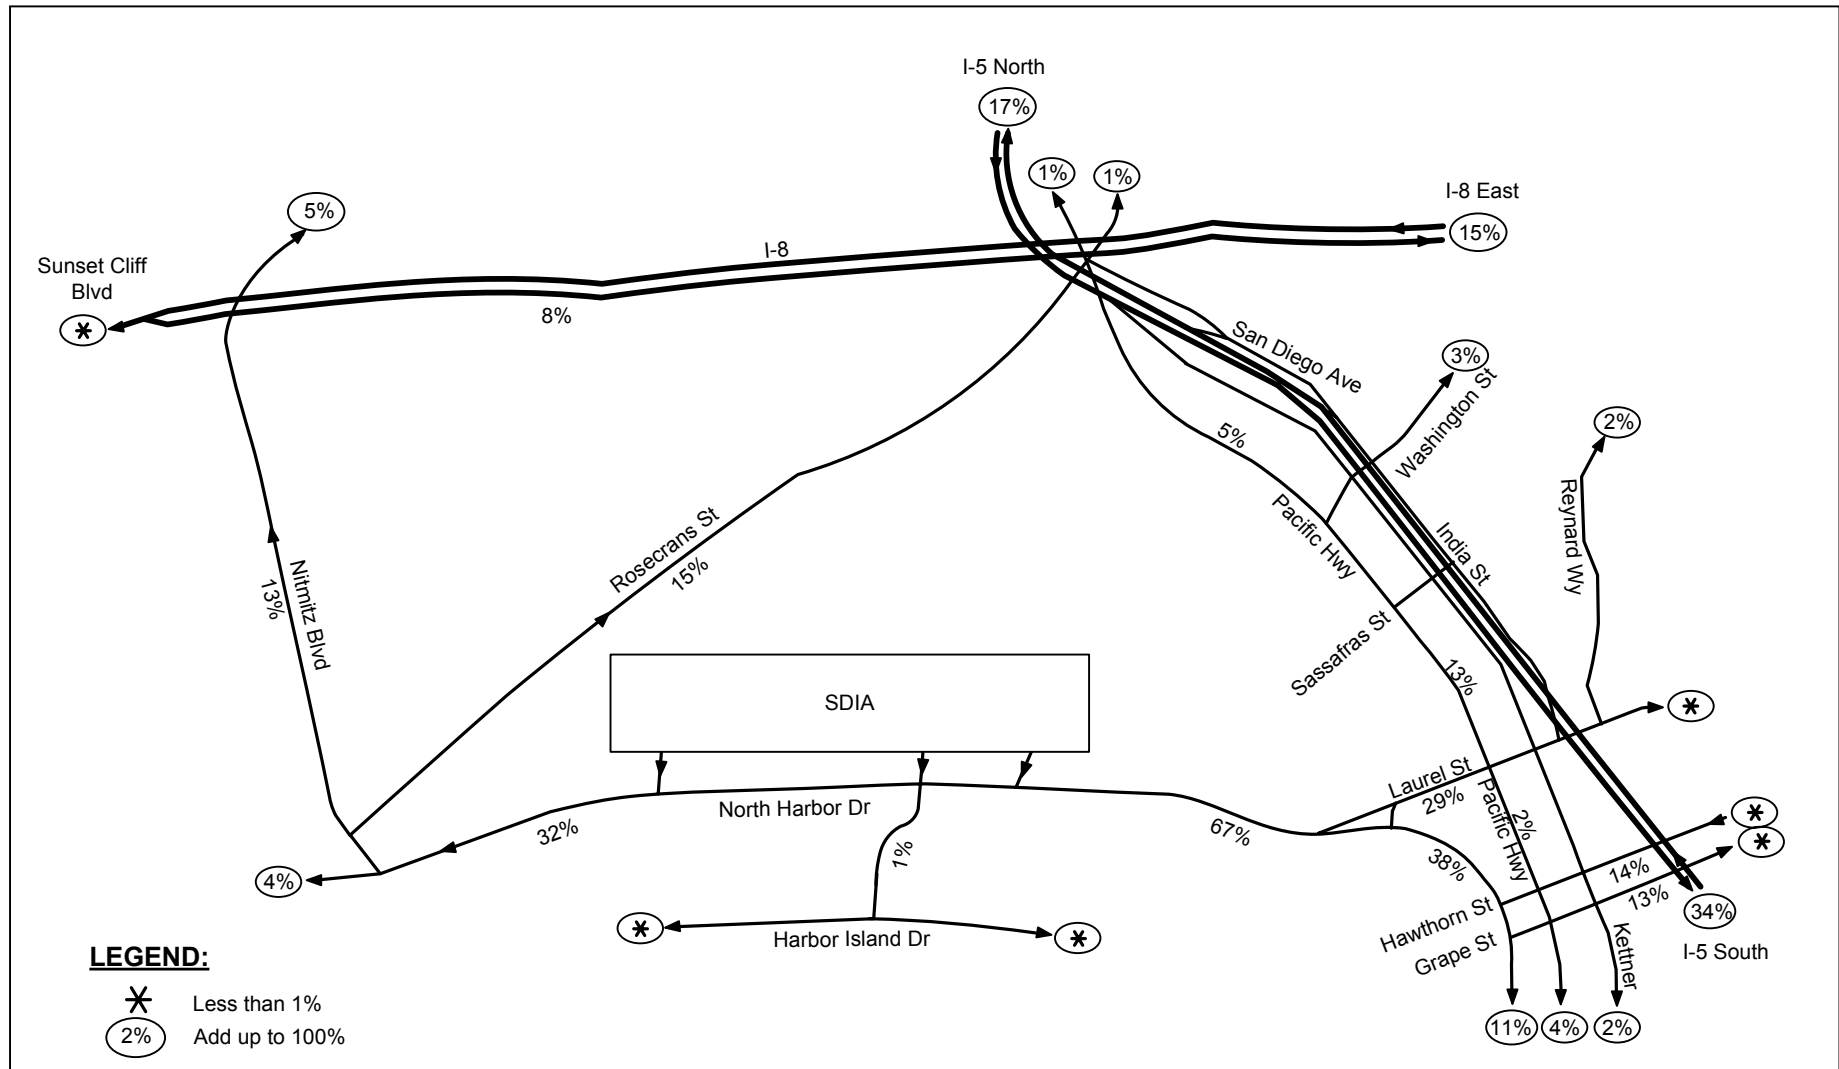 I-5 North
17%
1%
1%
I-8 East
15%
5%
Sunset Cliff
Blvd
*
I-8
8%
San Diego Ave
3%
Washington St
2%
Reynard Wy
5%
Pacific Hwy
India St
Rosecrans St
15%
Nitmitz Blvd
13%
Sassafras St
13%
SDIA
*
Laurel St
29%
Pacific Hwy
2%
North Harbor Dr
32%
67%
1%
38%
*
*
14%
13%
4%
34%
I-5 South
Hawthorn St
Grape St
Kettner
*
Harbor Island Dr
*
11%
4%
2%
LEGEND:
* Less than 1%
2% Add up to 100%